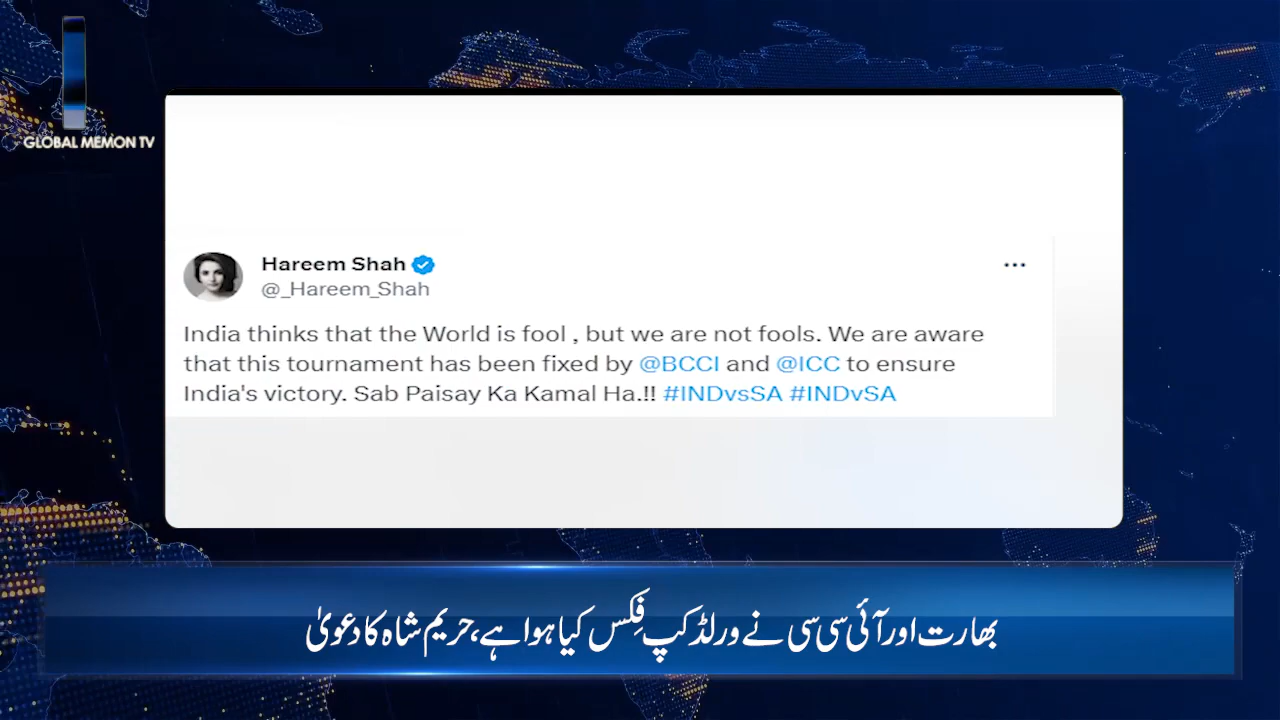 GLOBAL MEMON TV
Hareem Shah
@_Hareem_Shah
India thinks that the World is fool , but we are not fools. We are aware
that this tournament has been fixed by @BCCI and @ICC to ensure
India's victory. Sab Paisay Ka Kamal Ha.!! #INDvsSA #INDvSA
بھارت اور آئی سی سی نے ورلڈ کپ فِکس کیا ہوا ہے، حریم شاہ کا دعویٰ